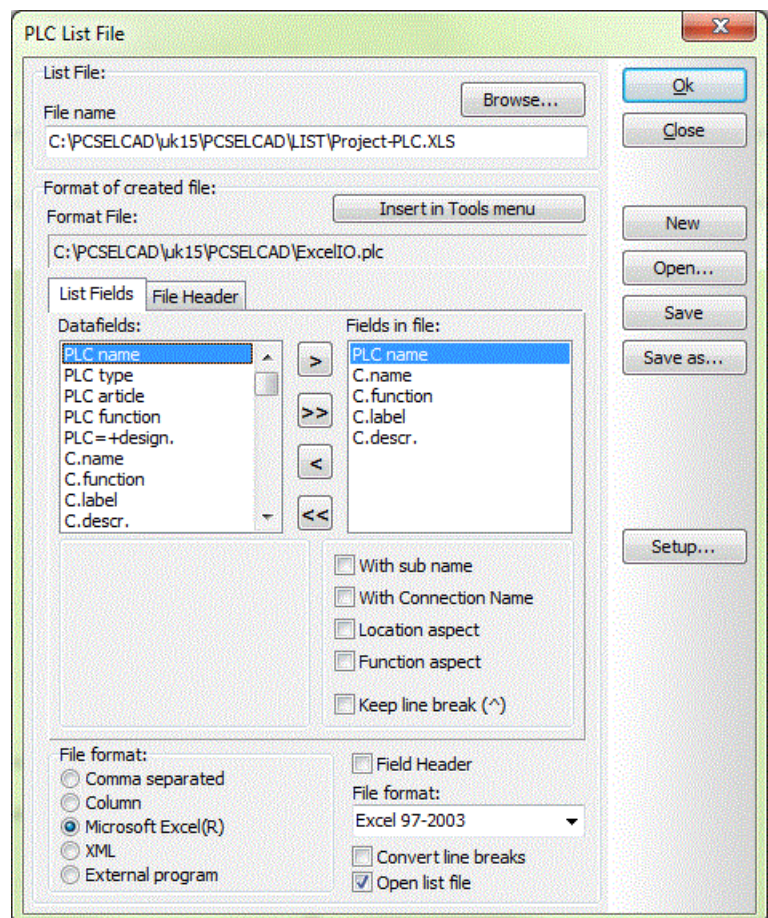 PLC List File
List File:
Browse...
File name
C:\PCSELCAD\uk15\PCSELCAD\LIST\Project-PLC.XLS
Format of created file:
Format File:
Insert in Tools menu
C:\PCSELCAD\uk15\PCSELCAD\ExcelIO.plc
List Fields
File Header
Datafields:
PLC name
PLC type
PLC article
PLC function
PLC=+design.
C.name
C.function
C.label
C.descr.
>
>>
<
<<
Fields in file:
PLC name
C.name
C.function
C.label
C.descr.
With sub name
With Connection Name
Location aspect
Function aspect
Keep line break (^)
File format:
Comma separated
Column
Microsoft Excel(R)
XML
External program
Field Header
File format:
Excel 97-2003
Convert line breaks
Open list file
Ok
Close
New
Open...
Save
Save as...
Setup...